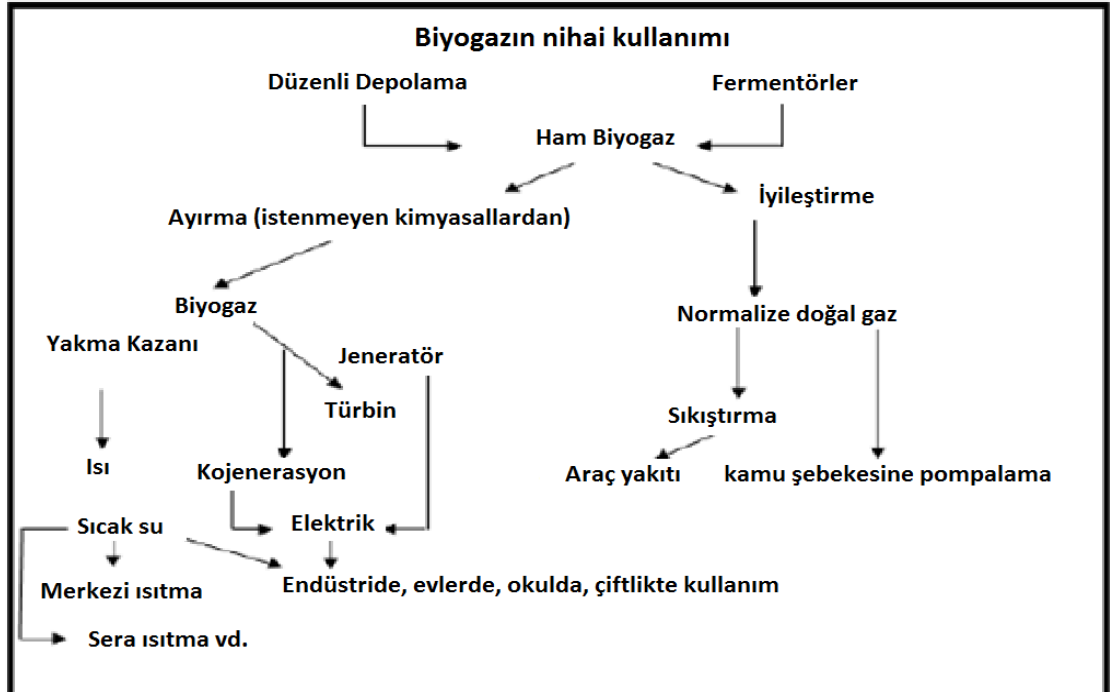 Biyogazın nihai kullanımı
Düzenli Depolama
Fermentörler
Ham Biyogaz
İyileştirme
Ayırma (istenmeyen kimyasallardan)
Biyogaz
Normalize doğal gaz
Yakma Kazanı
Jeneratör
Türbin
Sıkıştırma
Isı
Kojenerasyon
Araç yakıtı
kamu şebekesine pompalama
Sıcak su
Elektrik
Merkezi ısıtma
Endüstride, evlerde, okulda, çiftlikte kullanım
Sera ısıtma vd.